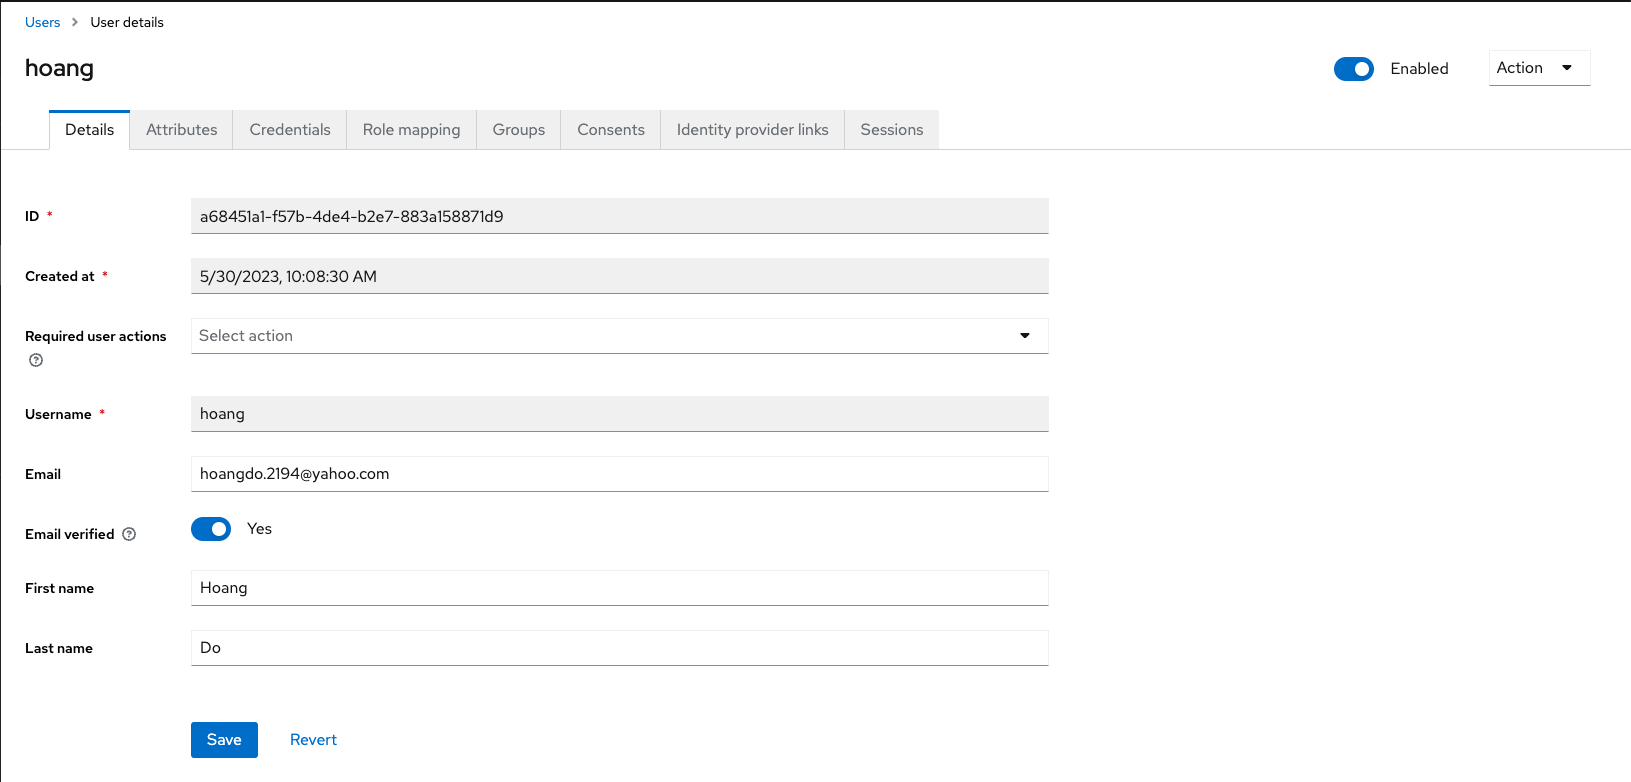 Users > User details
hoang
Enabled
Action
Details Attributes Credentials Role mapping Groups Consents Identity provider links Sessions
ID * a68451a1-f57b-4de4-b2e7-883a158871d9
Created at * 5/30/2023, 10:08:30 AM
Required user actions Select action
Username * hoang
Email hoangdo.2194@yahoo.com
Email verified Yes
First name Hoang
Last name Do
Save Revert